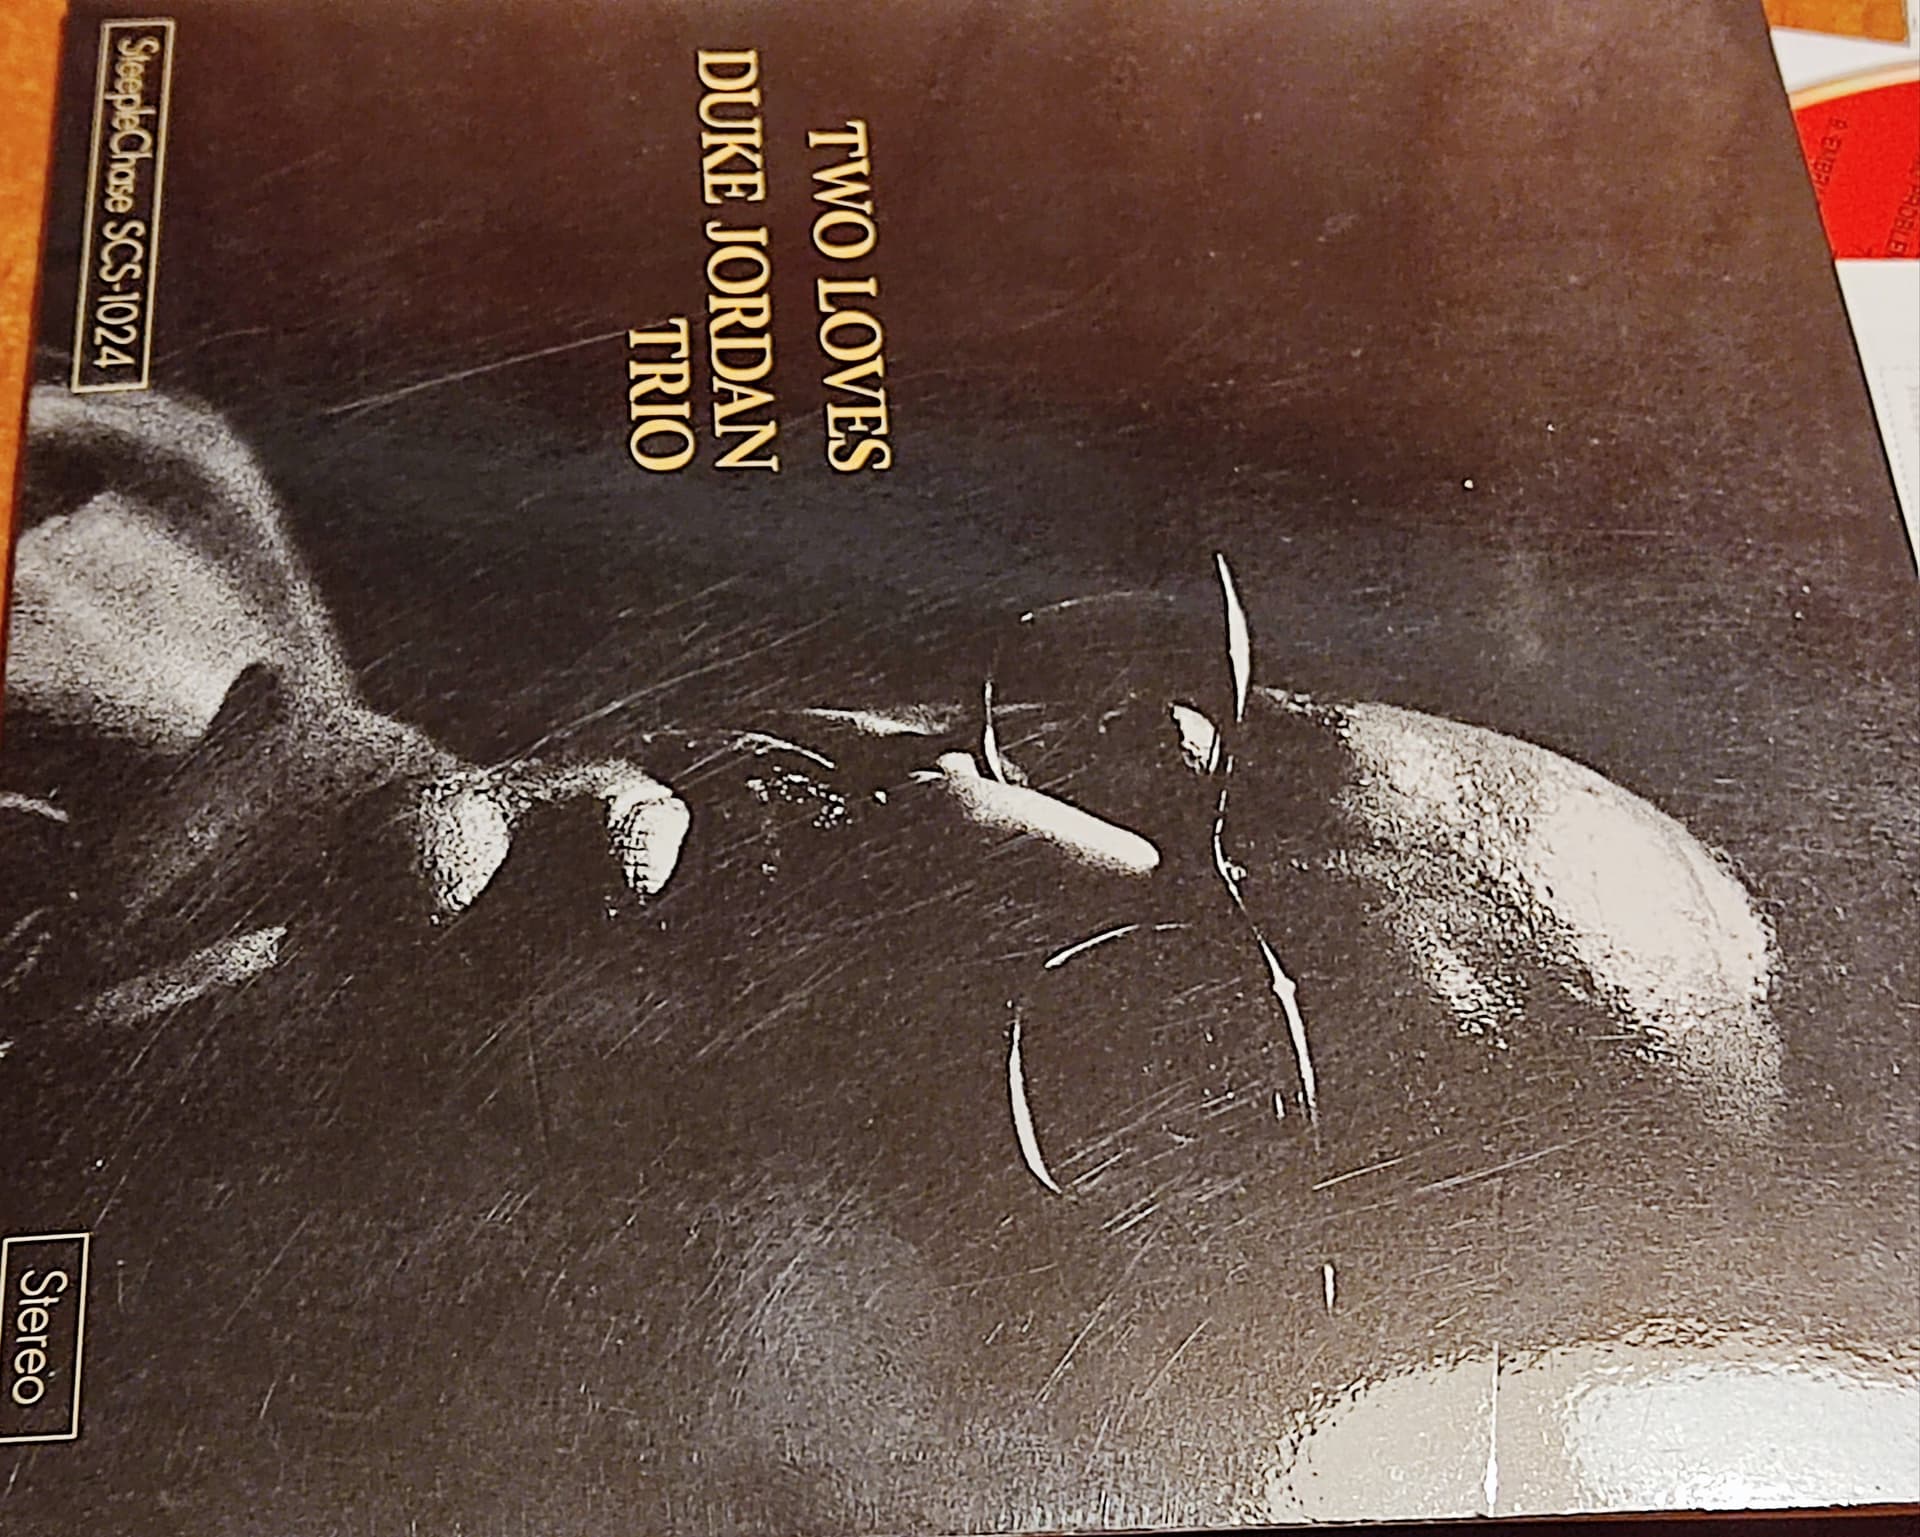 SteepleChase SCS-1024
Stereo
TWO LOVES
DUKE JORDAN
TRIO